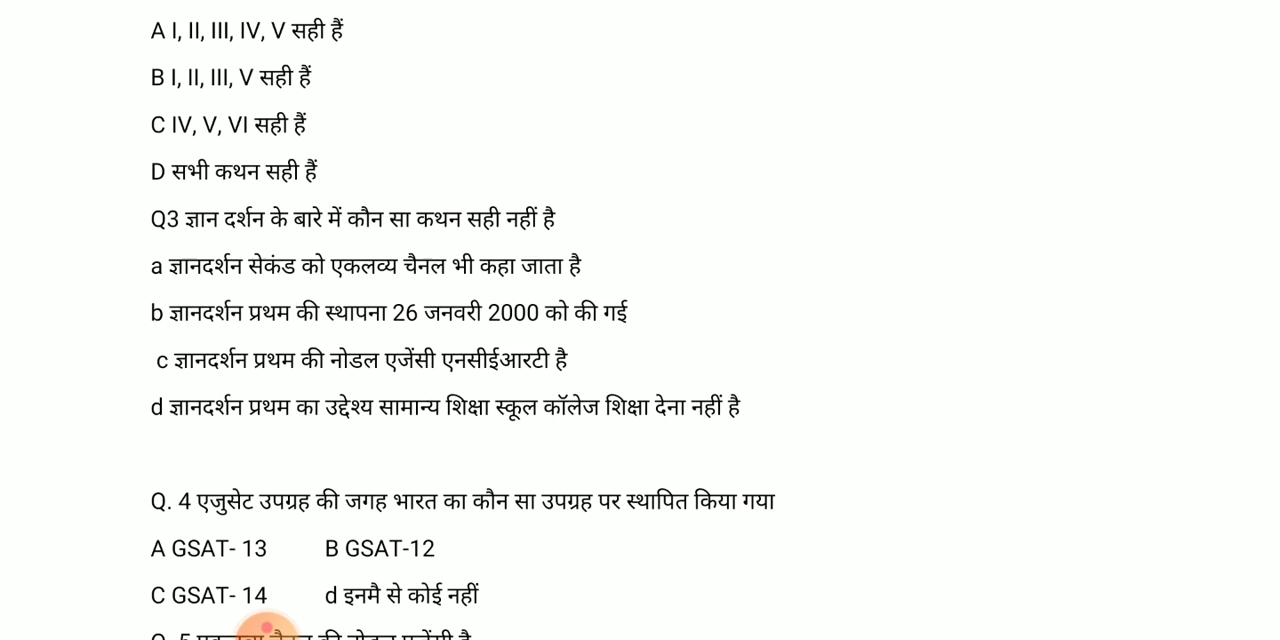 A I, II, III, IV, V सही हैं
B I, II, III, V सही हैं
C IV, V, VI सही हैं
D सभी कथन सही हैं
Q3 ज्ञान दर्शन के बारे में कौन सा कथन सही नहीं है
a ज्ञानदर्शन सेकंड को एकलव्य चैनल भी कहा जाता है
b ज्ञानदर्शन प्रथम की स्थापना 26 जनवरी 2000 को की गई
c ज्ञानदर्शन प्रथम की नोडल एजेंसी एनसीईआरटी है
d ज्ञानदर्शन प्रथम का उद्देश्य सामान्य शिक्षा स्कूल कॉलेज शिक्षा देना नहीं है
Q. 4 एजुसेट उपग्रह की जगह भारत का कौन सा उपग्रह पर स्थापित किया गया
A GSAT- 13 B GSAT-12
C GSAT- 14 d इनमै से कोई नहीं